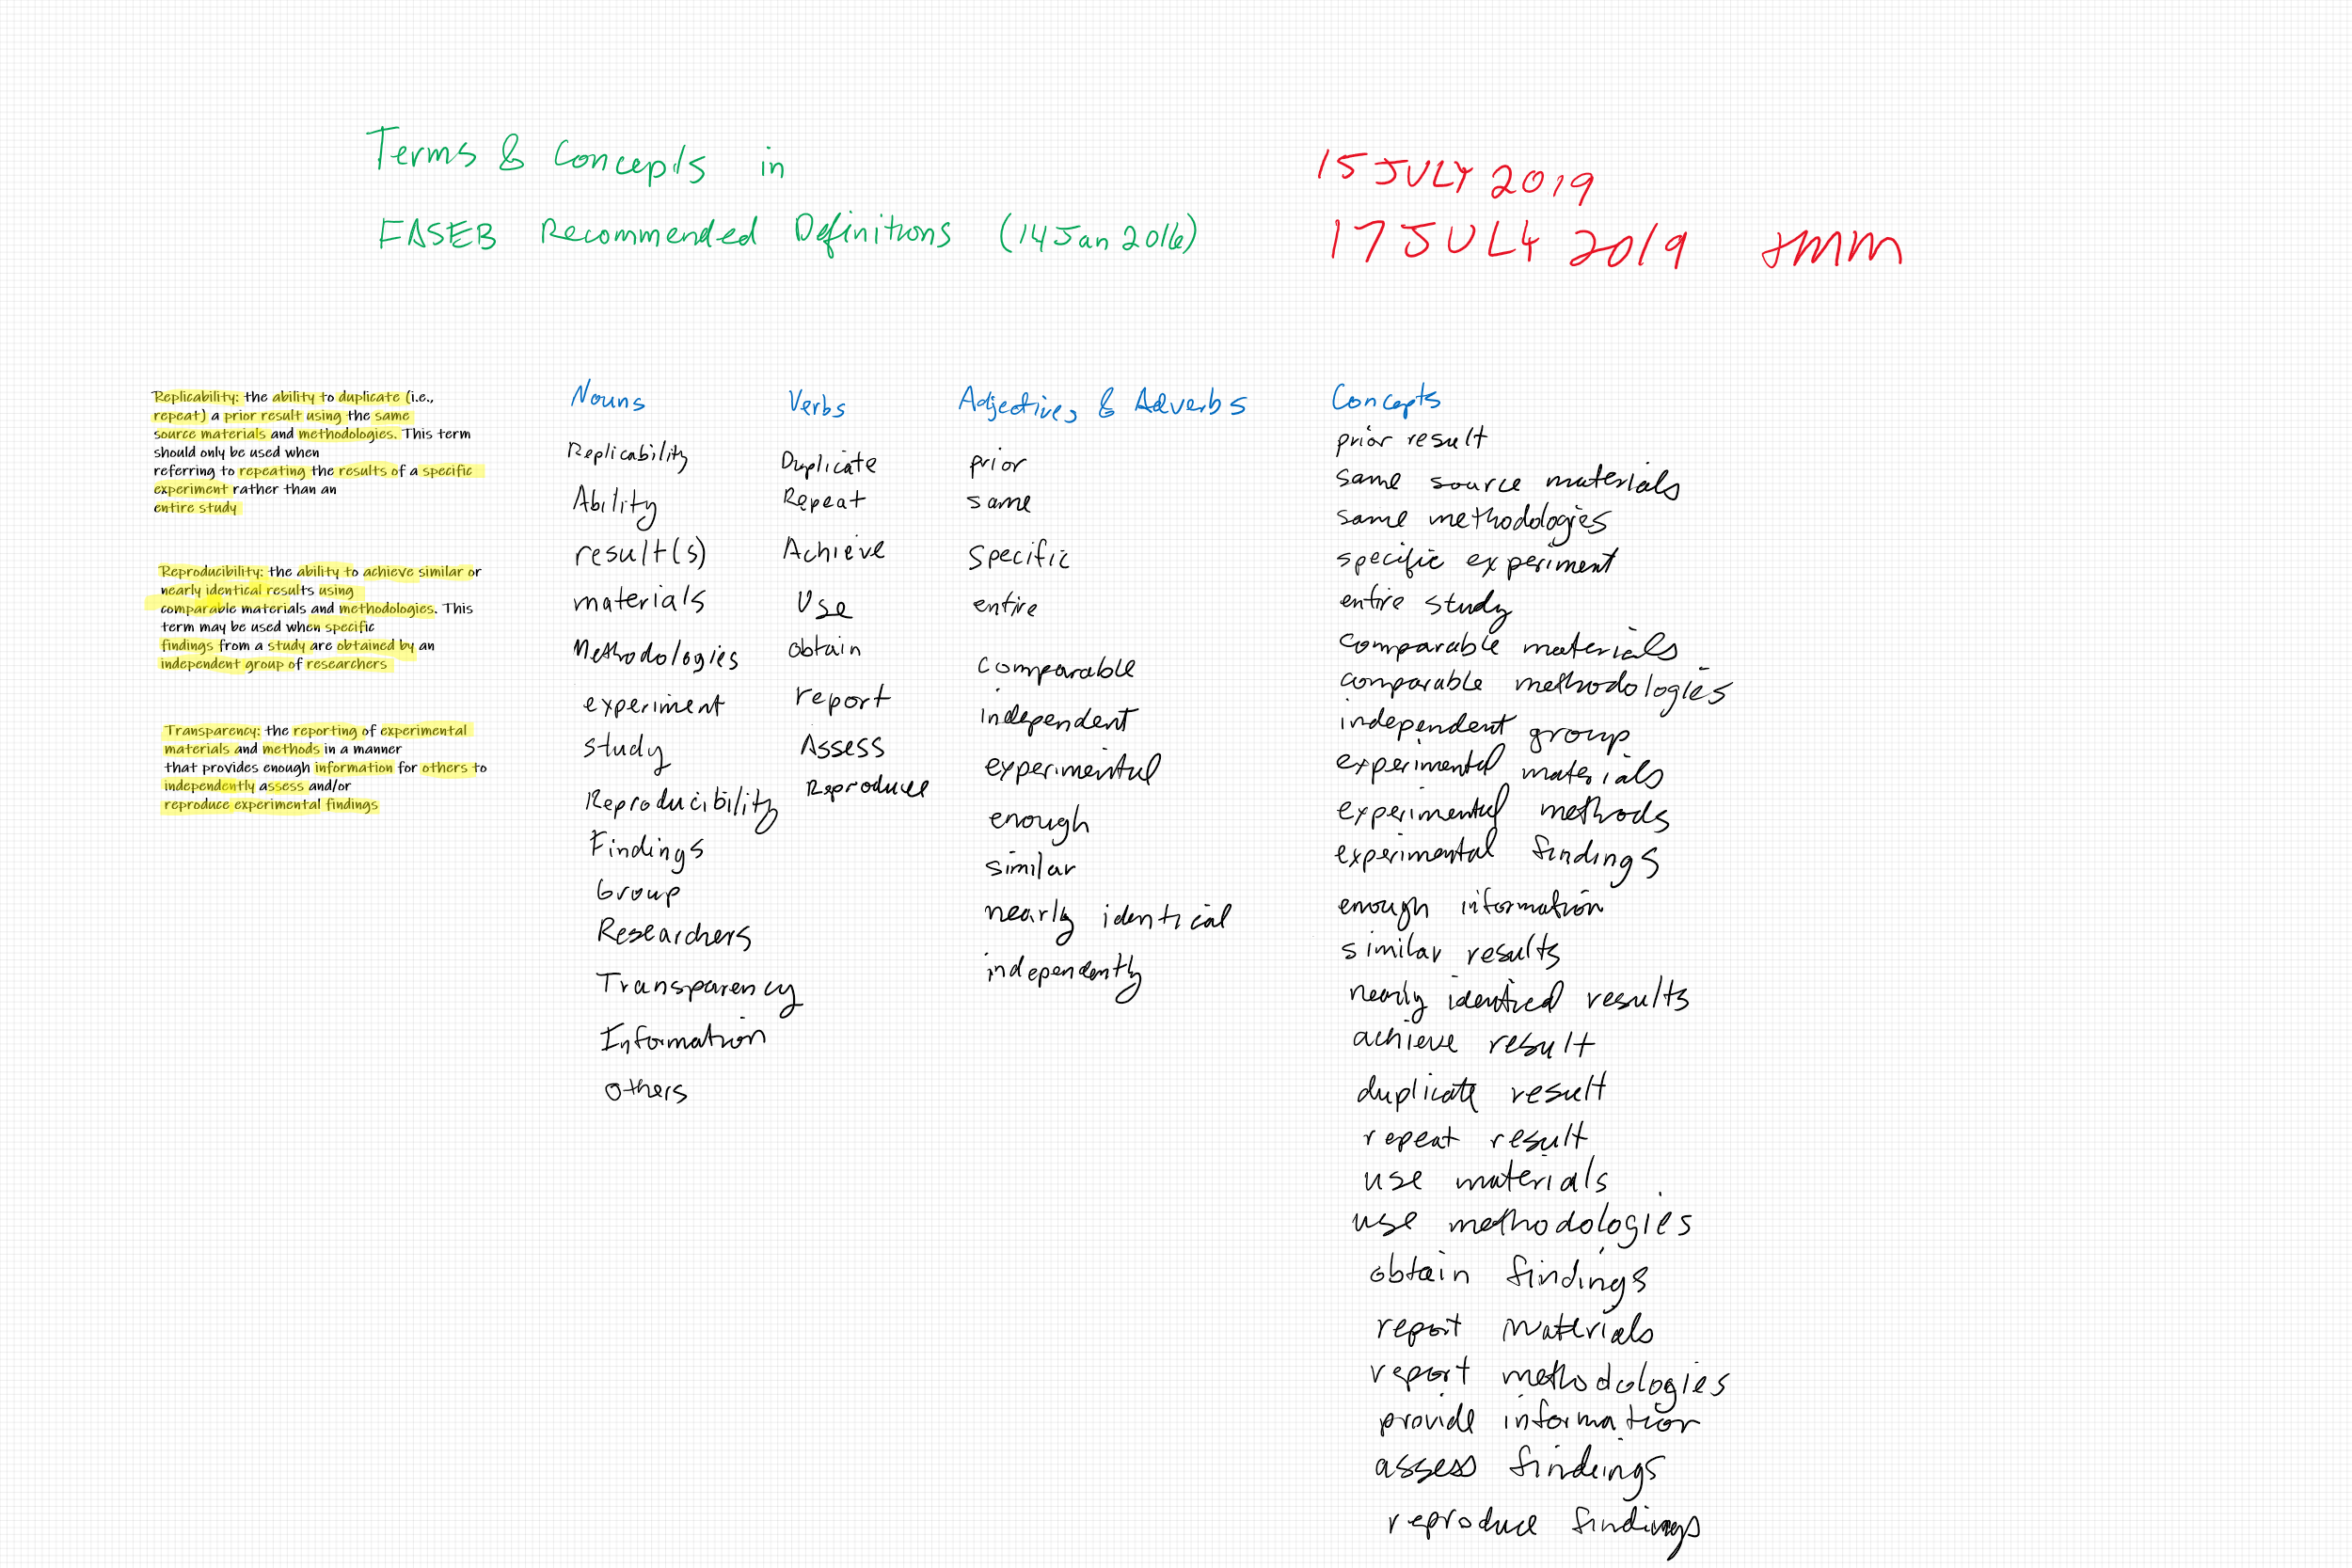 Terms & Concepts in
FASEB Recommended Definitions (14 Jan 2016)
15 JULY 2019
17 JULY 2019 JMM
Replicability: the ability to duplicate (i.e.,
repeat) a prior result using the same
source materials and methodologies. This term
should only be used when
referring to repeating the results of a specific
experiment rather than an
entire study
Reproducibility: the ability to achieve similar or
nearly identical results using
comparable materials and methodologies. This
term may be used when specific
findings from a study are obtained by an
independent group of researchers
Transparency: the reporting of experimental
materials and methods in a manner
that provides enough information for others to
independently assess and/or
reproduce experimental findings
Nouns
Replicability
Ability
result(s)
materials
Methodologies
experiment
study
Reproducibility
Findings
Group
Researchers
Transparency
Information
others
Verbs
Duplicate
Repeat
Achieve
Use
obtain
report
Assess
Reproduce
Adjectives & Adverbs
prior
same
specific
entire
comparable
independent
experimental
enough
similar
nearly identical
independently
Concepts
prior result
same source materials
same methodologies
specific experiment
entire study
comparable materials
comparable methodologies
independent group
experimental materials
experimental methods
experimental findings
enough information
similar results
nearly identical results
achieve result
duplicate result
repeat result
use materials
use methodologies
obtain findings
report materials
report methodologies
provide information
assess findings
reproduce findings